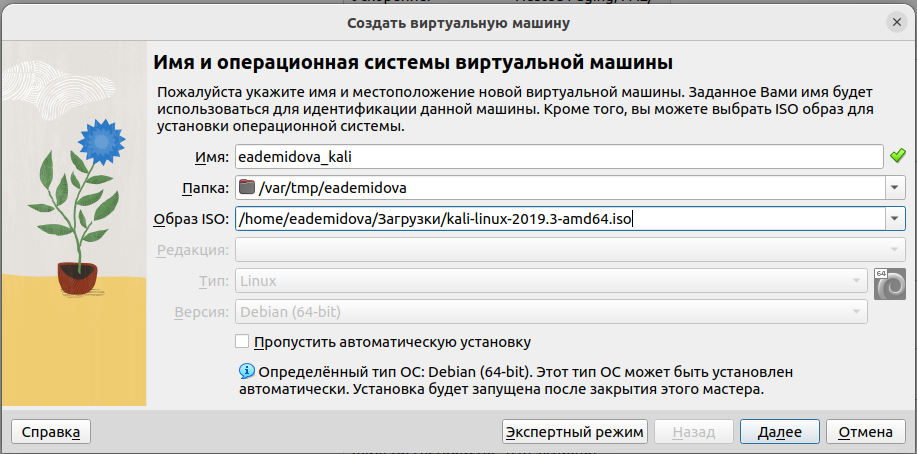 Создать виртуальную машину
Имя и операционная системы виртуальной машины
Пожалуйста укажите имя и местоположение новой виртуальной машины. Заданное Вами имя будет
использоваться для идентификации данной машины. Кроме того, вы можете выбрать ISO образ для
установки операционной системы.
Имя: eademidova_kali
Папка: /var/tmp/eademidova
Образ ISO: /home/eademidova/Загрузки/kali-linux-2019.3-amd64.iso
Редакция:
Тип: Linux
64
Версия: Debian (64-bit)
Пропустить автоматическую установку
Определённый тип ОС: Debian (64-bit). Этот тип ОС может быть установлен
автоматически. Установка будет запущена после закрытия этого мастера.
Справка Экспертный режим Назад Далее Отмена